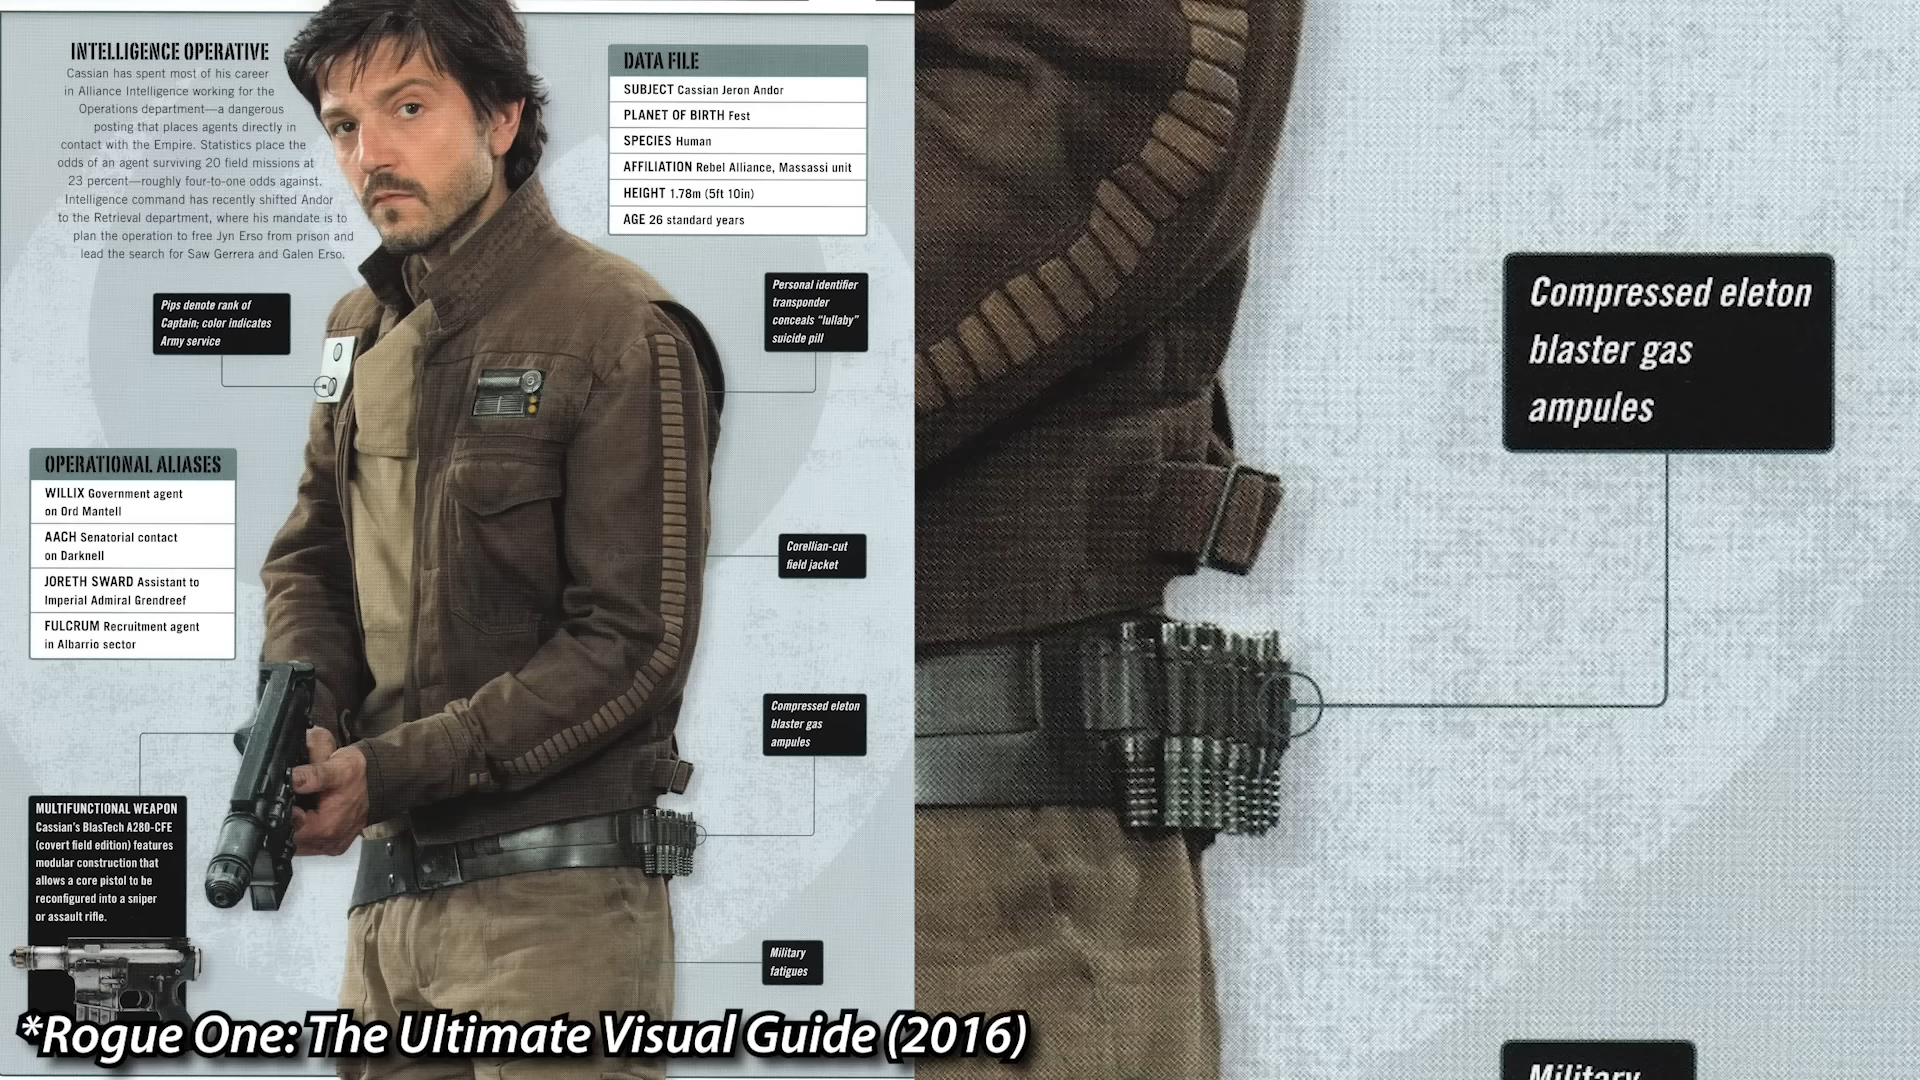 INTELLIGENCE OPERATIVE
Cassian has spent most of his career
in Alliance Intelligence working for the
Operations department—a dangerous
posting that places agents directly in
contact with the Empire. Statistics place the
odds of an agent surviving 20 field missions at
23 percent—roughly four-to-one odds against.
Intelligence command has recently shifted Andor
to the Retrieval department, where his mandate is to
plan the operation to free Jyn Erso from prison and
lead the search for Saw Gerrera and Galen Erso.
DATA FILE
SUBJECT Cassian Jeron Andor
PLANET OF BIRTH Fest
SPECIES Human
AFFILIATION Rebel Alliance, Massassi unit
HEIGHT 1.78m (5ft 10in)
AGE 26 standard years
Pips denote rank of
Captain; color indicates
Army service
Personal identifier
transponder
conceals “lullaby”
suicide pill
OPERATIONAL ALIASES
WILLIX Government agent
on Ord Mantell
AACH Senatorial contact
on Darknell
JORETH SWARD Assistant to
Imperial Admiral Grendreef
FULCRUM Recruitment agent
in Albarrio sector
Corellian-cut
field jacket
Compressed eleton
blaster gas
ampules
MULTIFUNCTIONAL WEAPON
Cassian's BlasTech A280-CFE
(covert field edition) features
modular construction that
allows a core pistol to be
reconfigured into a sniper
or assault rifle.
Military
fatigues
Compressed eleton
blaster gas
ampules
Military
*Rogue One: The Ultimate Visual Guide (2016)